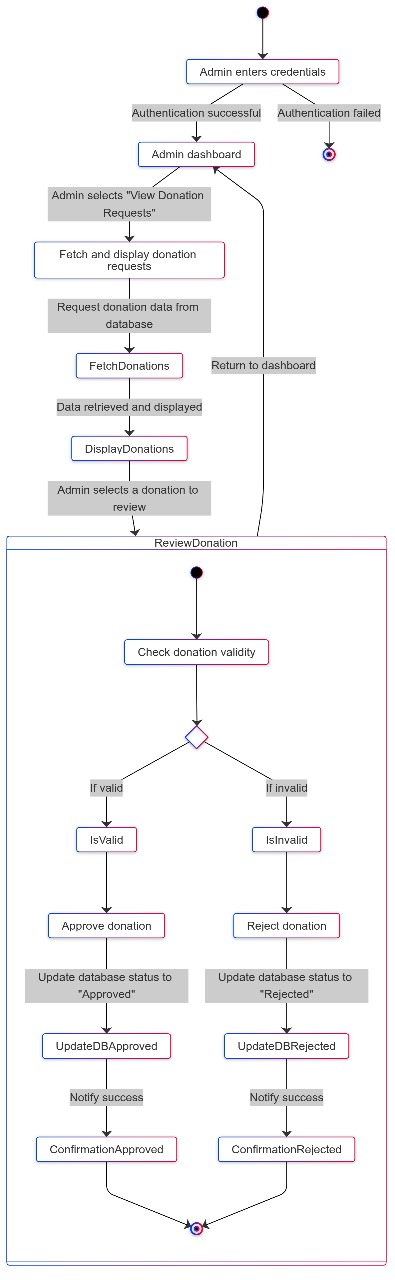 Admin enters credentials
Authentication successful
Authentication failed
Admin dashboard
Admin selects "View Donation
Requests"
Fetch and display donation
requests
Request donation data from
database
FetchDonations
Return to dashboard
Data retrieved and displayed
DisplayDonations
Admin selects a donation to
review
ReviewDonation
Check donation validity
If valid
If invalid
IsValid
IsInvalid
Approve donation
Reject donation
Update database status to
"Approved"
Update database status to
"Rejected"
UpdateDBApproved
UpdateDBRejected
Notify success
Notify success
ConfirmationApproved
ConfirmationRejected